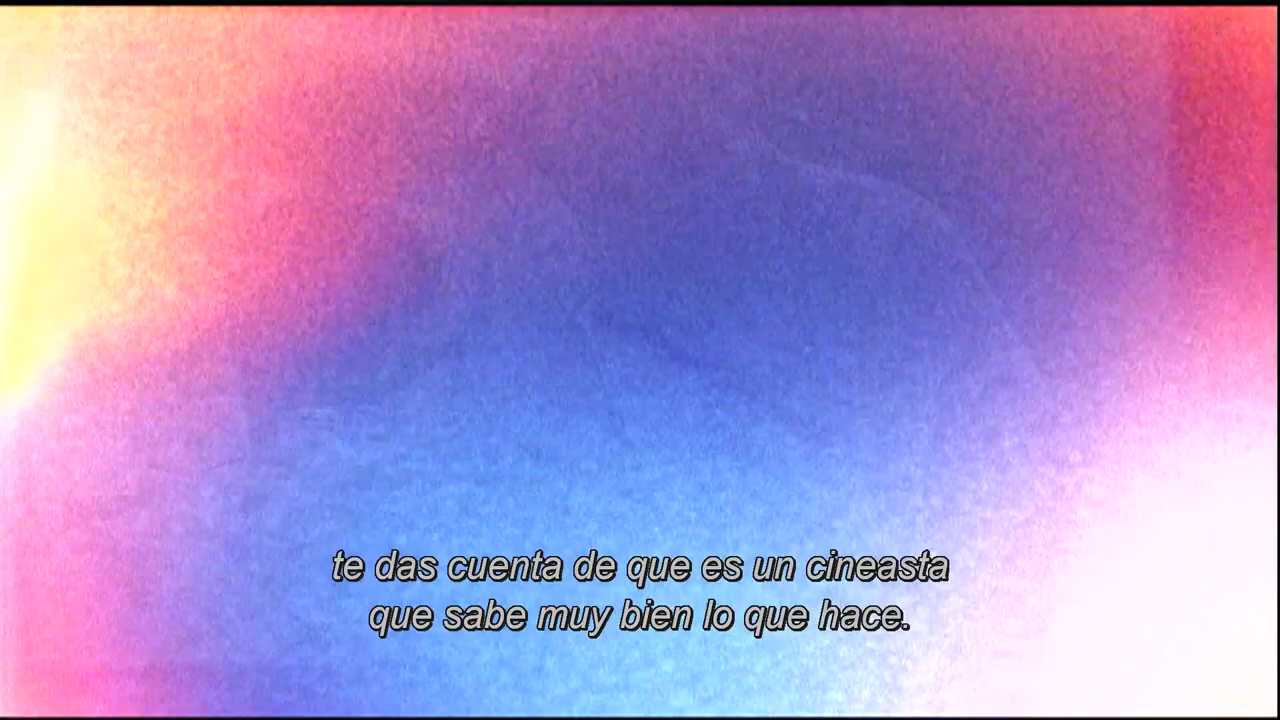 te das cuenta de que es un cineasta
que sabe muy bien lo que hace.